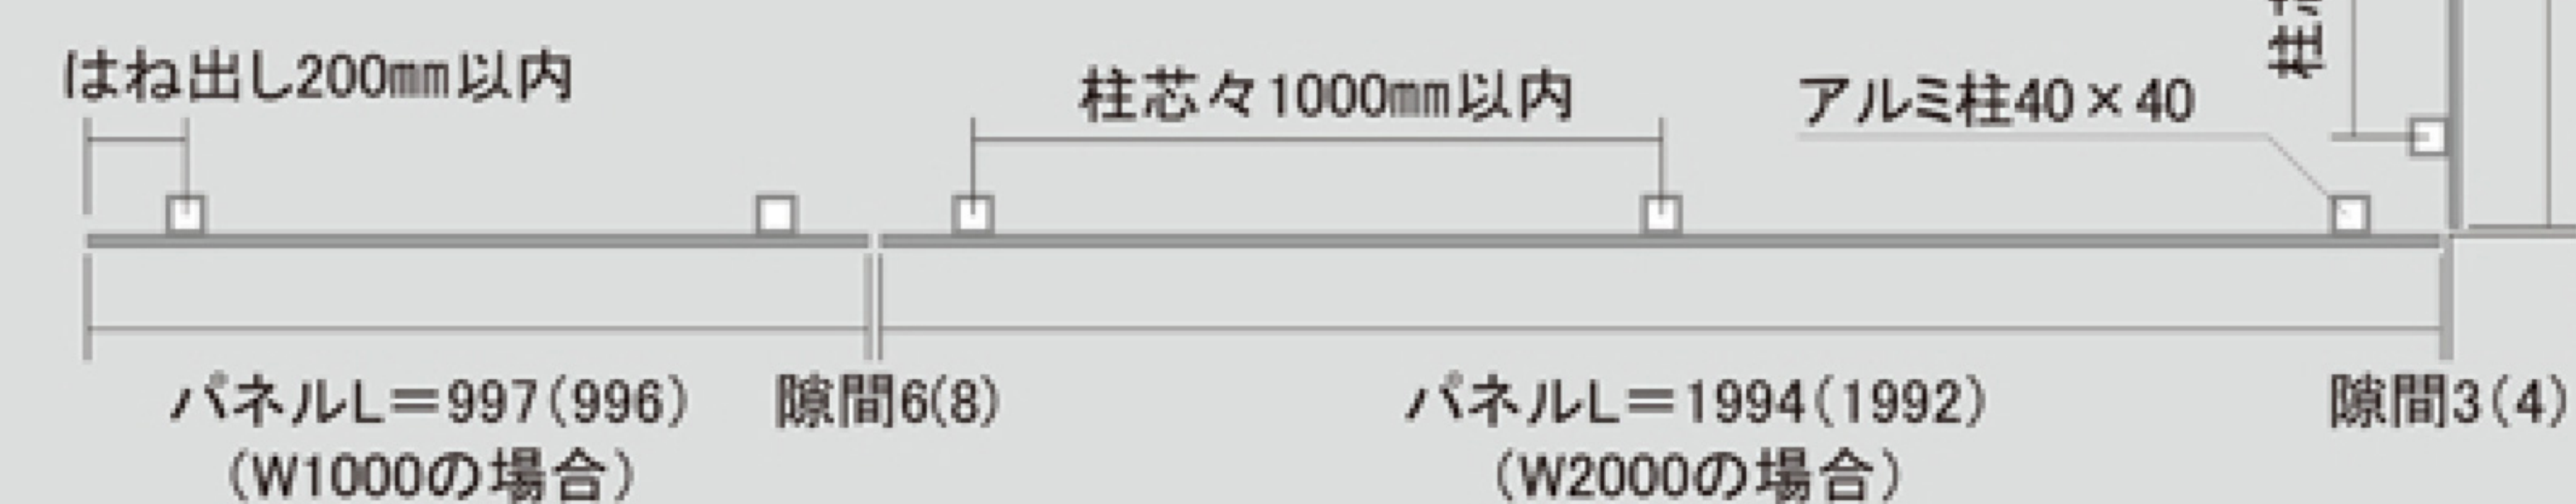 はね出し200㎜以内
柱芯々1000㎜以内
アルミ柱40×40
柱
パネルL＝997(996)
(W1000の場合)
隙間6(8)
パネルL＝1994(1992)
(W2000の場合)
隙間3(4)